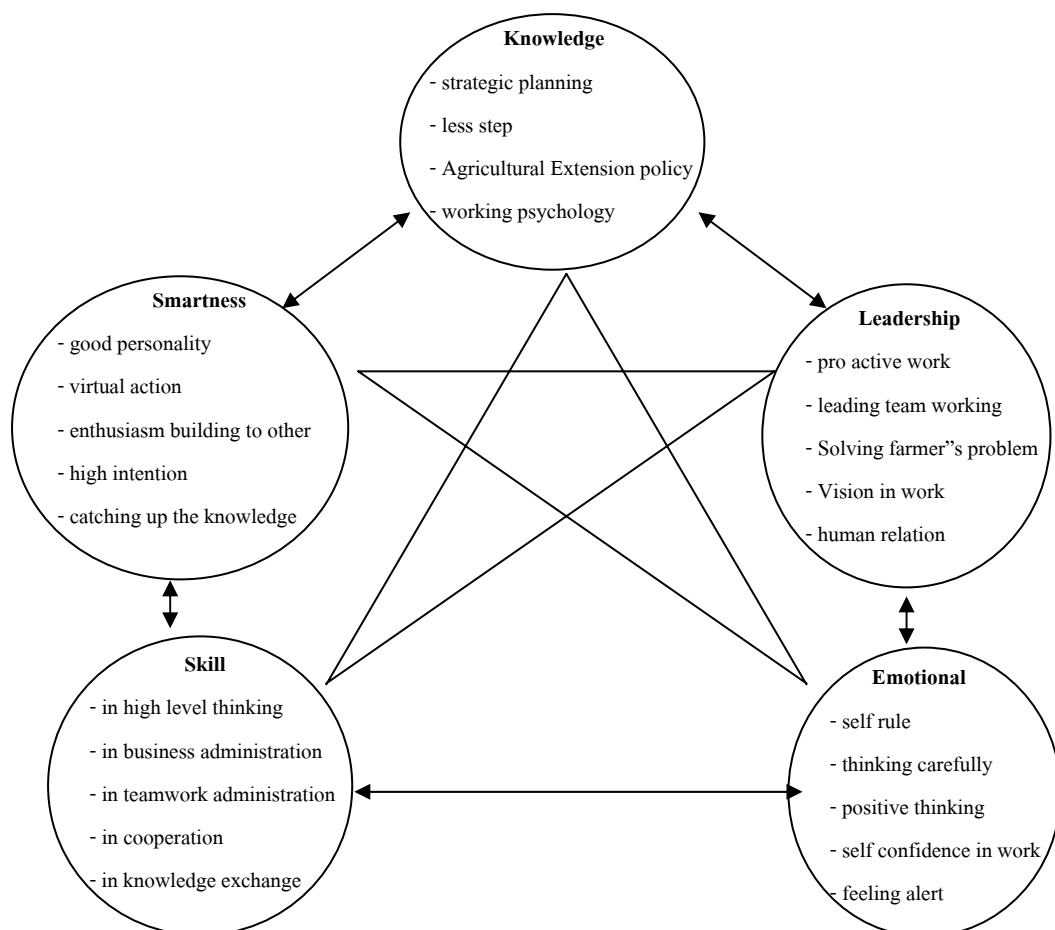 Knowledge
- strategic planning
- less step
- Agricultural Extension policy
- working psychology
Smartness
- good personality
- virtual action
- enthusiasm building to other
- high intention
- catching up the knowledge
Leadership
- pro active work
- leading team working
- Solving farmer”s problem
- Vision in work
- human relation
Skill
- in high level thinking
- in business administration
- in teamwork administration
- in cooperation
- in knowledge exchange
Emotional
- self rule
- thinking carefully
- positive thinking
- self confidence in work
- feeling alert